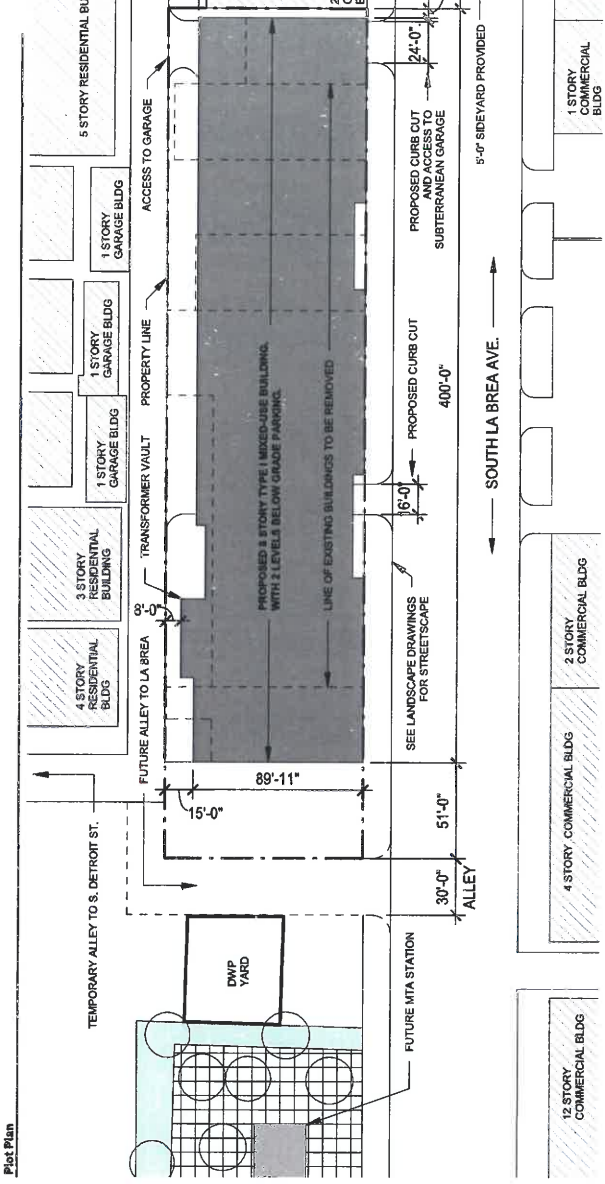 Plot Plan
TEMPORARY ALLEY TO S. DETROIT ST.
4 STORY
RESIDENTIAL
BLDG
3 STORY
RESIDENTIAL
BUILDING
1 STORY
GARAGE BLDG
1 STORY
GARAGE BLDG
1 STORY
GARAGE BLDG
5 STORY RESIDENTIAL BU
FUTURE ALLEY TO LA BREA
8'-0"
TRANSFORMER VAULT
PROPERTY LINE
ACCESS TO GARAGE
DWP
YARD
15'-0"
89'-11"
PROPOSED 8 STORY TYPE I MIXED-USE BUILDING.
WITH 2 LEVELS BELOW GRADE PARKING.
LINE OF EXISTING BUILDINGS TO BE REMOVED
FUTURE MTA STATION
SEE LANDSCAPE DRAWINGS
FOR STREETSCAPE
16'-0"
PROPOSED CURB CUT
PROPOSED CURB CUT
AND ACCESS TO
SUBTERRANEAN GARAGE
24'-0"
30'-0"
ALLEY
51'-0"
400'-0"
5'-0" SIDEYARD PROVIDED
SOUTH LA BREA AVE.
12 STORY
COMMERCIAL BLDG
4 STORY COMMERCIAL BLDG
2 STORY
COMMERCIAL BLDG
1 STORY
COMMERCIAL
BLDG